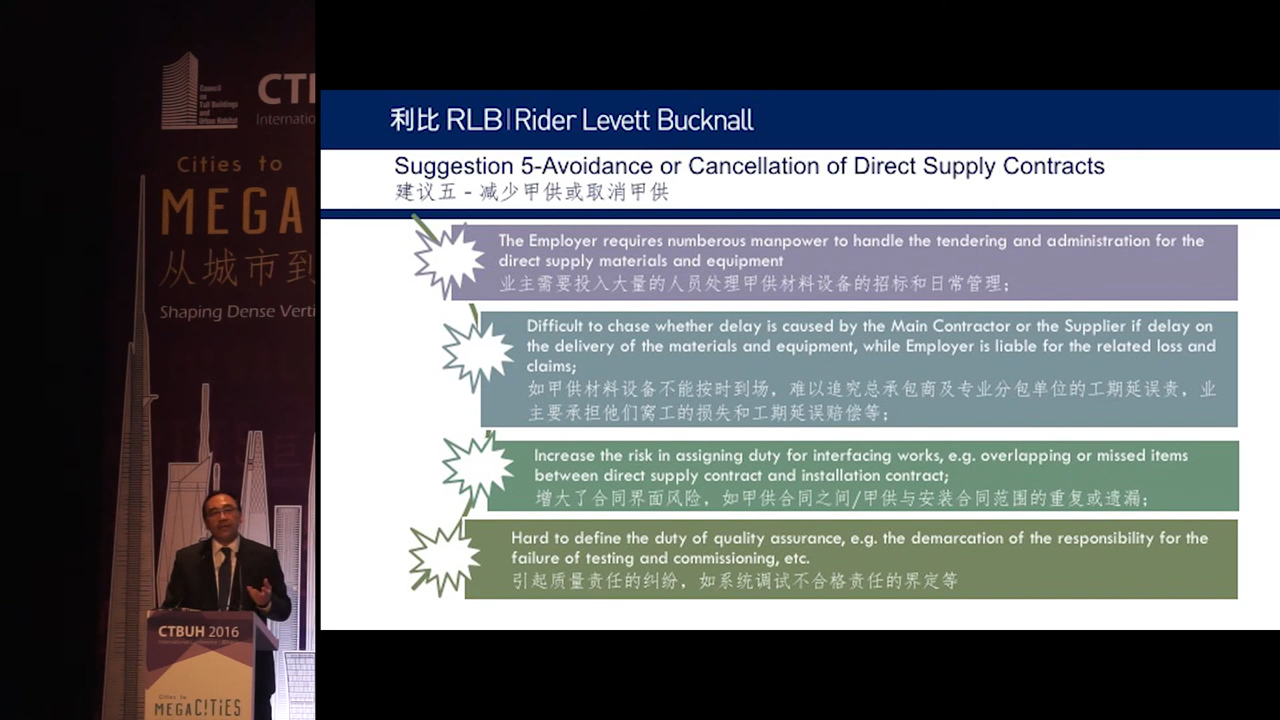 Council
on
Tall Buildings
and
Urban Habitat
Cities to
MEGA
从城市到
Shaping Dense Verti
CTBUH 2016
Cities to
MEGACITIES
利比 RLB | Rider Levett Bucknall
Suggestion 5-Avoidance or Cancellation of Direct Supply Contracts
建议五 - 减少甲供或取消甲供
The Employer requires numberous manpower to handle the tendering and administration for the
direct supply materials and equipment
业主需要投入大量的人员处理甲供材料设备的招标和日常管理；
Difficult to chase whether delay is caused by the Main Contractor or the Supplier if delay on
the delivery of the materials and equipment, while Employer is liable for the related loss and
claims;
如甲供材料设备不能按时到场，难以追究总承包商及专业分包单位的工期延误责，业
主要承担他们窝工的损失和工期延误赔偿等；
Increase the risk in assigning duty for interfacing works, e.g. overlapping or missed items
between direct supply contract and installation contract;
增大了合同界面风险，如甲供合同之间/甲供与安装合同范围的重复或遗漏；
Hard to define the duty of quality assurance, e.g. the demarcation of the responsibility for the
failure of testing and commissioning, etc.
引起质量责任的纠纷，如系统调试不合格责任的界定等